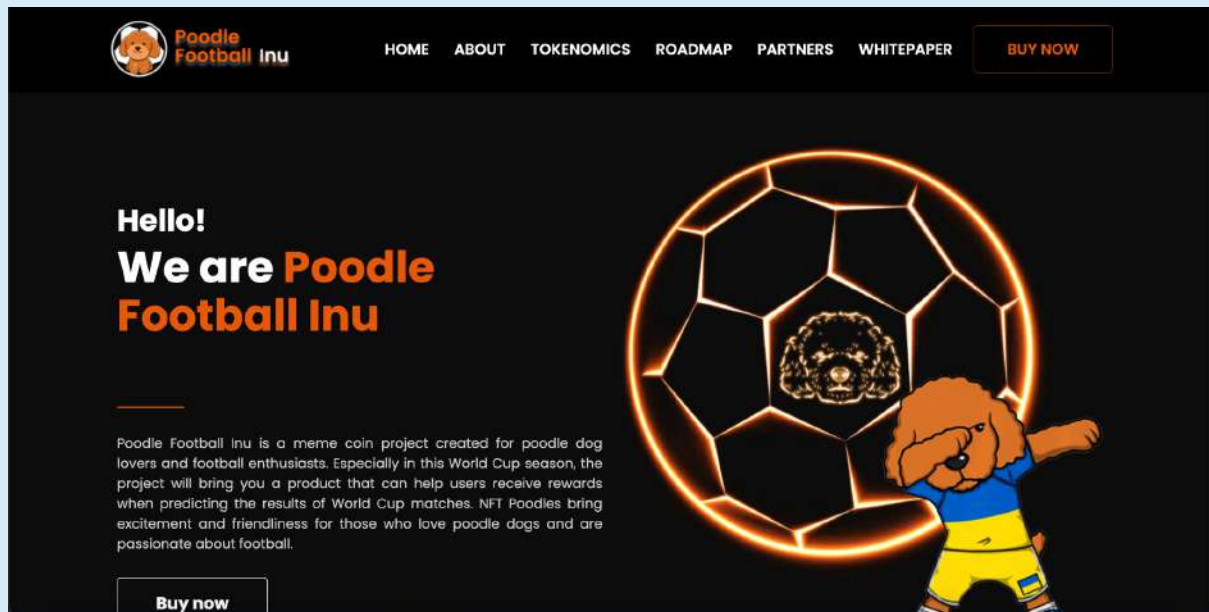 Poodle
Football Inu
HOME
ABOUT
TOKENOMICS
ROADMAP
PARTNERS
WHITEPAPER
BUY NOW
Hello!
We are Poodle
Football Inu
Poodle Football Inu is a meme coin project created for poodle dog
lovers and football enthusiasts. Especially in this World Cup season, the
project will bring you a product that can help users receive rewards
when predicting the results of World Cup matches. NFT Poodles bring
excitement and friendliness for those who love poodle dogs and are
passionate about football.
Buy now